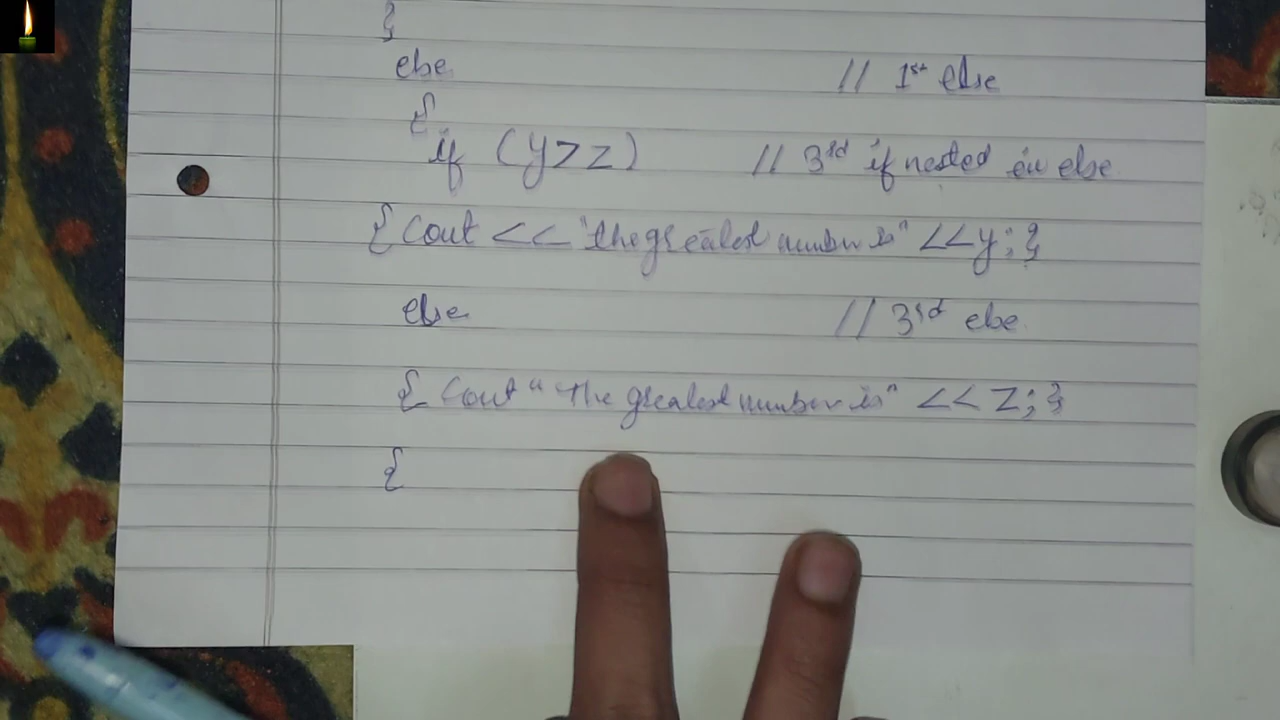 }
else // 1st else
{
if (y>z) // 3rd if nested in else
{cout << "the greatest number is" <<y;}
else // 3rd else
{ cout "The greatest number is" << z;}
{